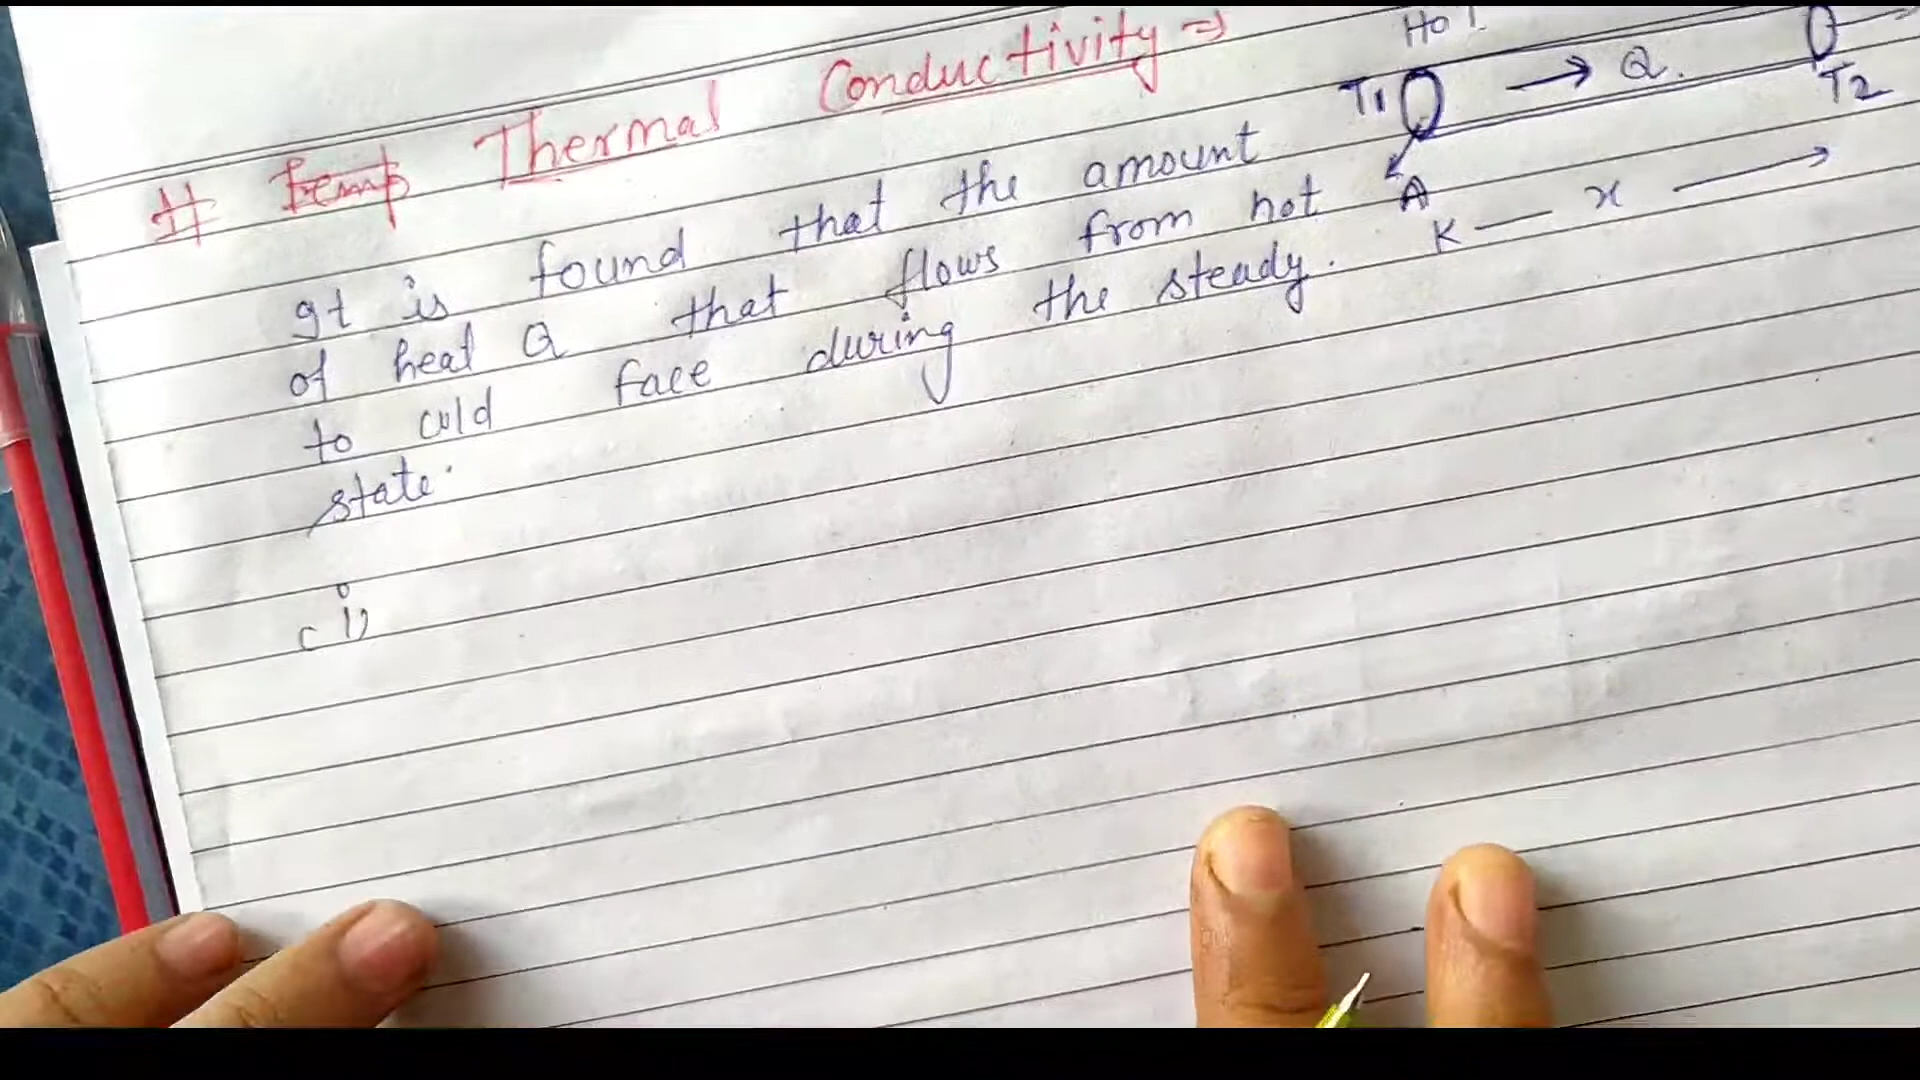 # Temp Thermal Conductivity ⇒
It is found that the amount
of heat Q that flows from hot
to cold face during the steady.
state.
(i)
T1 → Q. T2
A
K — x →